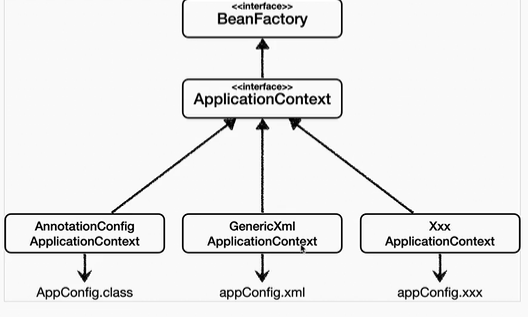 <<interface>>
BeanFactory
<<interface>>
ApplicationContext
AnnotationConfig
ApplicationContext
GenericXml
ApplicationContext
Xxx
ApplicationContext
AppConfig.class
appConfig.xml
appConfig.xxx